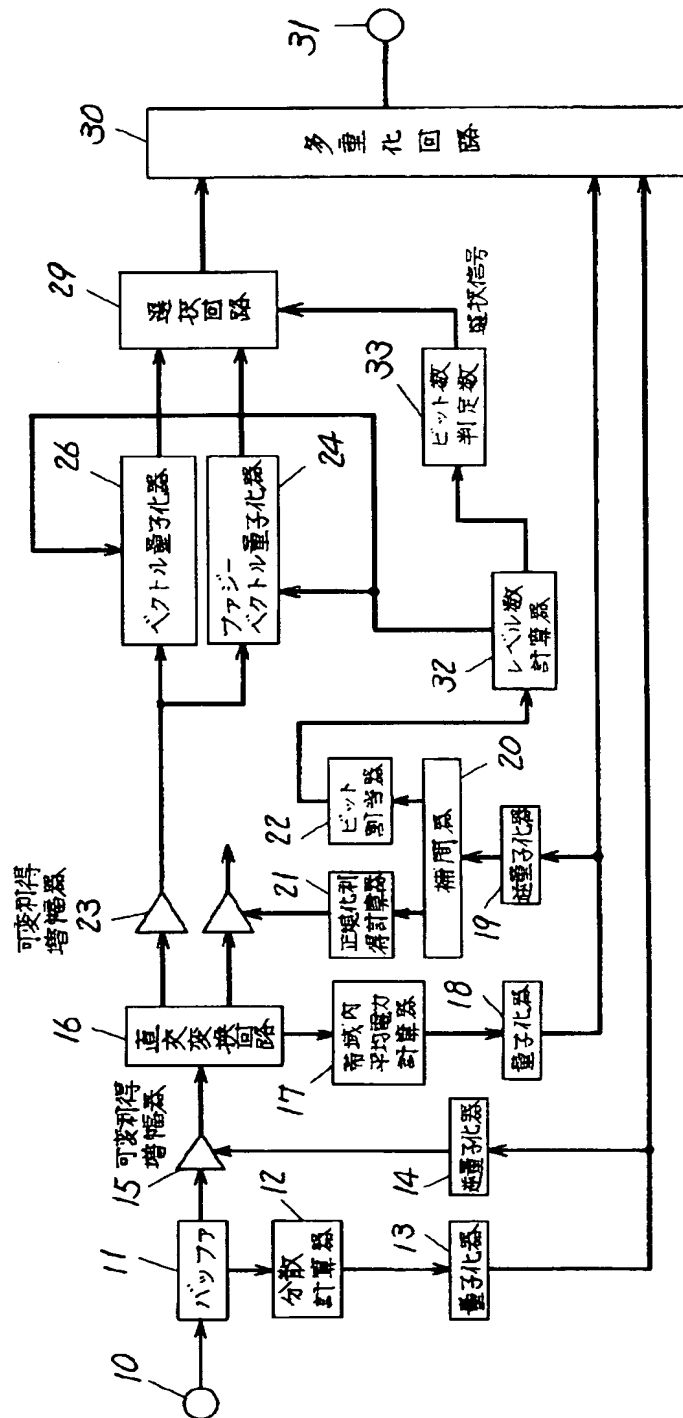 10
11
バッファ
12
分散
計算器
13
量子化器
14
逆量子化器
15
可変利得
増幅器
16
直交変換回路
17
帯域内
平均電力
計算器
18
量子化器
19
逆量子化器
20
補間器
21
正規化利
得計算器
22
ビット
割当器
可変利得
増幅器
23
26
ベクトル量子化器
24
ファジー
ベクトル量子化器
32
レベル数
計算器
33
ビット数
判定数
選択信号
29
選択
回路
30
多重化回路
31